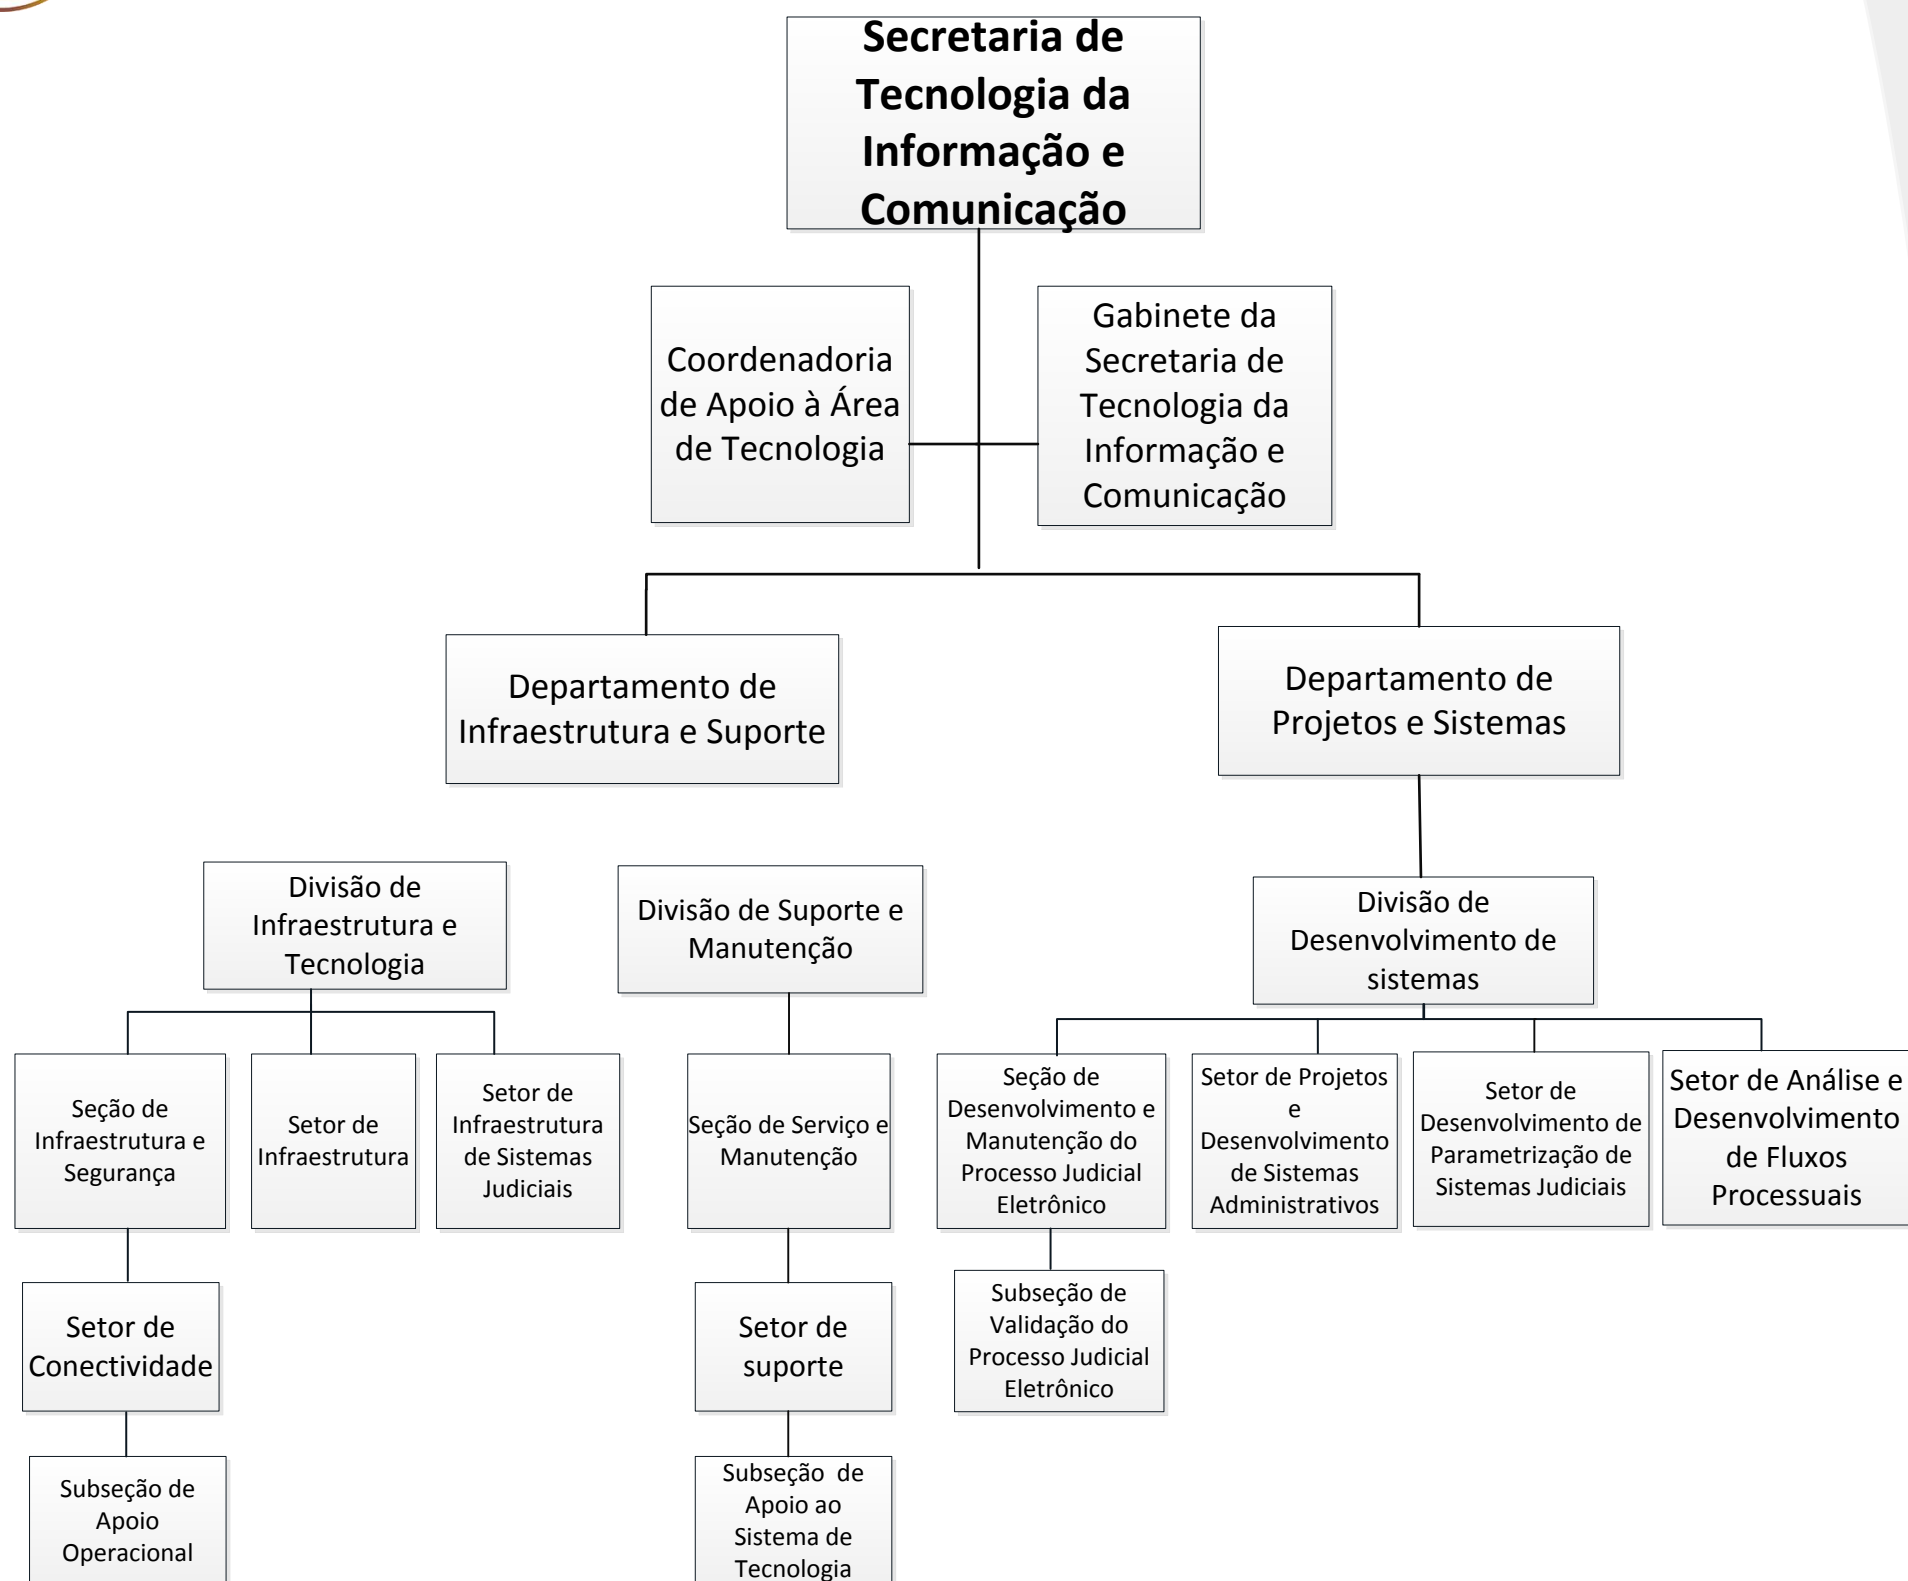 Secretaria de
Tecnologia da
Informação e
Comunicação
Coordenadoria
de Apoio à Área
de Tecnologia
Gabinete da
Secretaria de
Tecnologia da
Informação e
Comunicação
Departamento de
Infraestrutura e Suporte
Departamento de
Projetos e Sistemas
Divisão de
Infraestrutura e
Tecnologia
Divisão de Suporte e
Manutenção
Divisão de
Desenvolvimento de
sistemas
Seção de
Infraestrutura e
Segurança
Setor de
Infraestrutura
Setor de
Infraestrutura
de Sistemas
Judiciais
Seção de Serviço e
Manutenção
Seção de
Desenvolvimento e
Manutenção do
Processo Judicial
Eletrônico
Setor de Projetos
e
Desenvolvimento
de Sistemas
Administrativos
Setor de
Desenvolvimento de
Parametrização de
Sistemas Judiciais
Setor de Análise e
Desenvolvimento
de Fluxos
Processuais
Setor de
Conectividade
Setor de
suporte
Subseção de
Validação do
Processo Judicial
Eletrônico
Subseção de
Apoio
Operacional
Subseção de
Apoio ao
Sistema de
Tecnologia